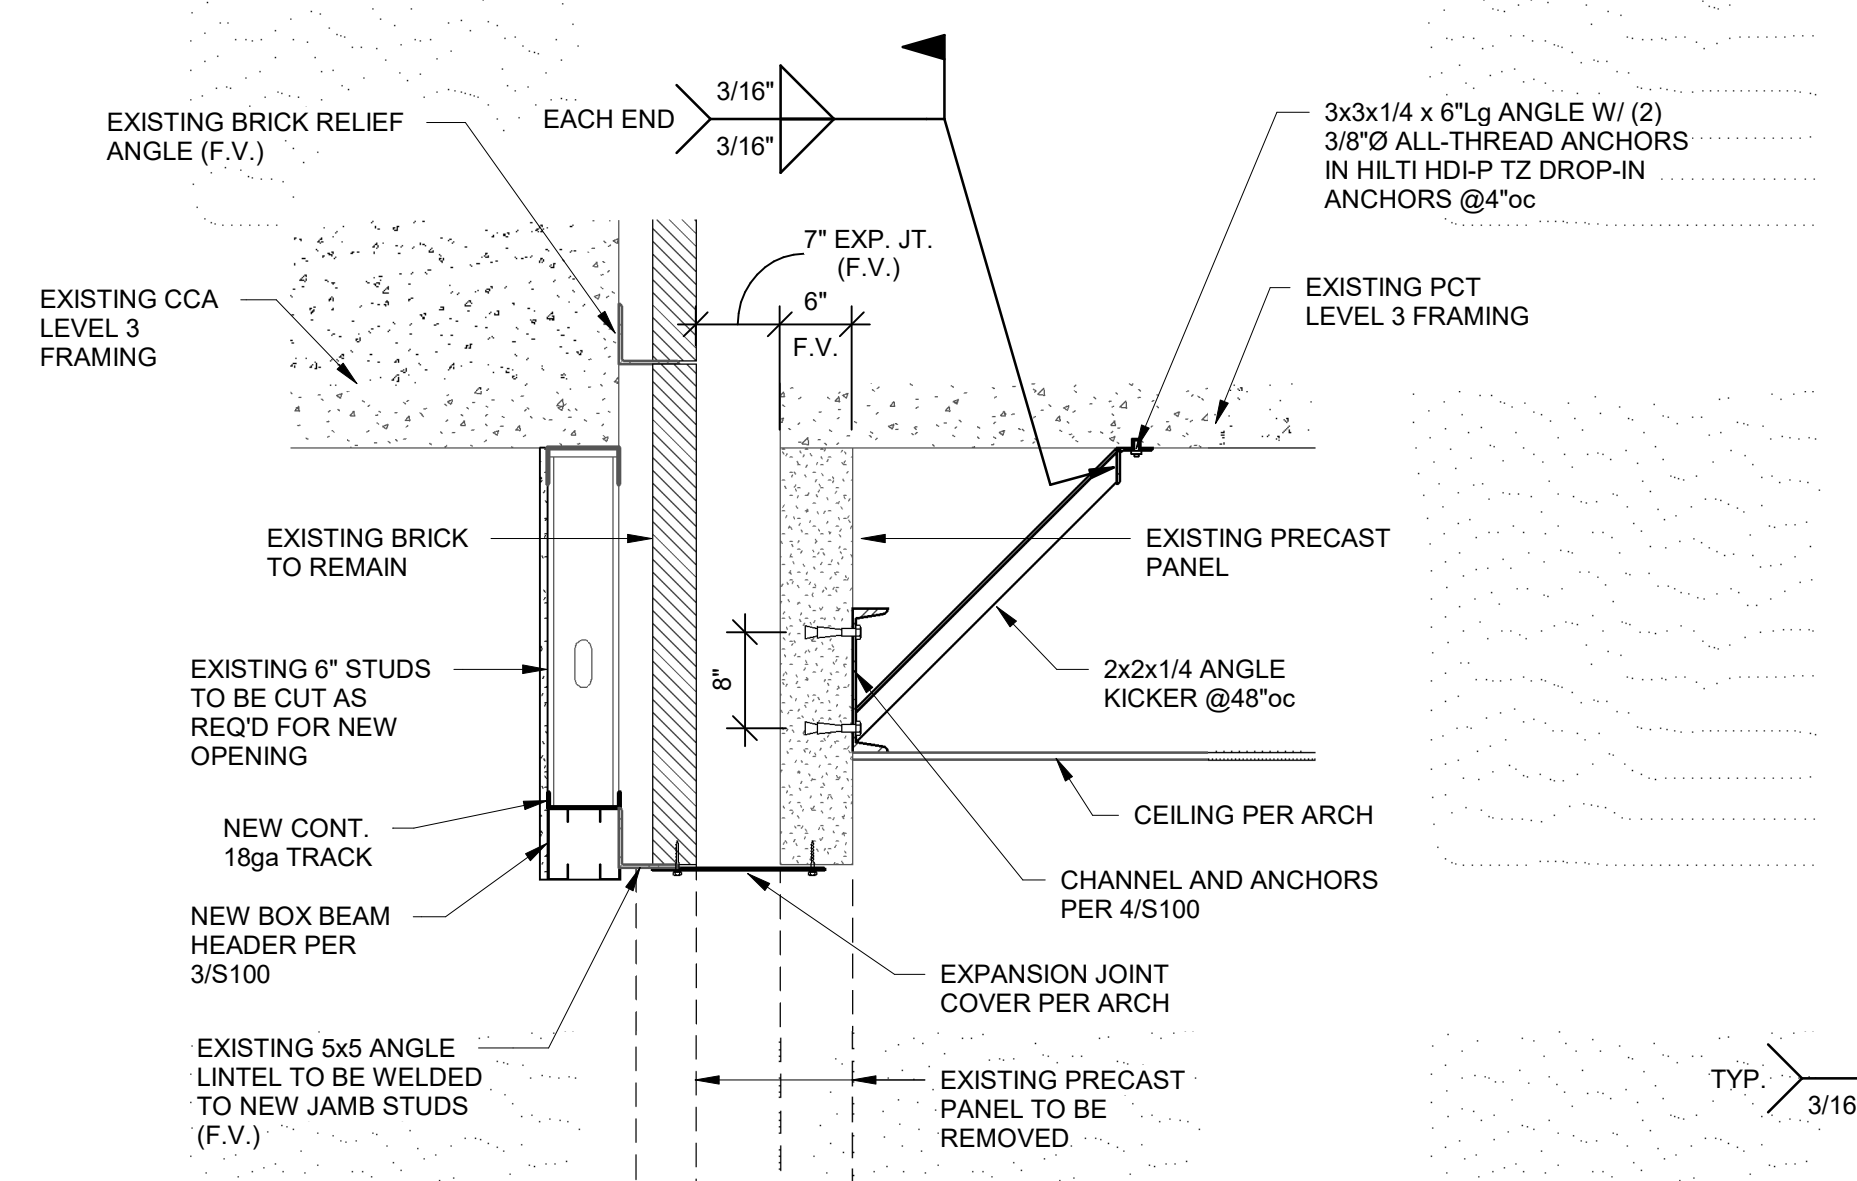 EACH END
3/16"
3/16"
EXISTING BRICK RELIEF
ANGLE (F.V.)
3x3x1/4 x 6"Lg ANGLE W/ (2)
3/8"Ø ALL-THREAD ANCHORS
IN HILTI HDI-P TZ DROP-IN
ANCHORS @4"oc
7" EXP. JT.
(F.V.)
6"
F.V.
EXISTING CCA
LEVEL 3
FRAMING
EXISTING PCT
LEVEL 3 FRAMING
EXISTING BRICK
TO REMAIN
EXISTING PRECAST
PANEL
EXISTING 6" STUDS
TO BE CUT AS
REQ'D FOR NEW
OPENING
8"
2x2x1/4 ANGLE
KICKER @48"oc
NEW CONT.
18ga TRACK
CEILING PER ARCH
NEW BOX BEAM
HEADER PER
3/S100
CHANNEL AND ANCHORS
PER 4/S100
EXPANSION JOINT
COVER PER ARCH
EXISTING 5x5 ANGLE
LINTEL TO BE WELDED
TO NEW JAMB STUDS
(F.V.)
EXISTING PRECAST
PANEL TO BE
REMOVED
TYP.
3/16